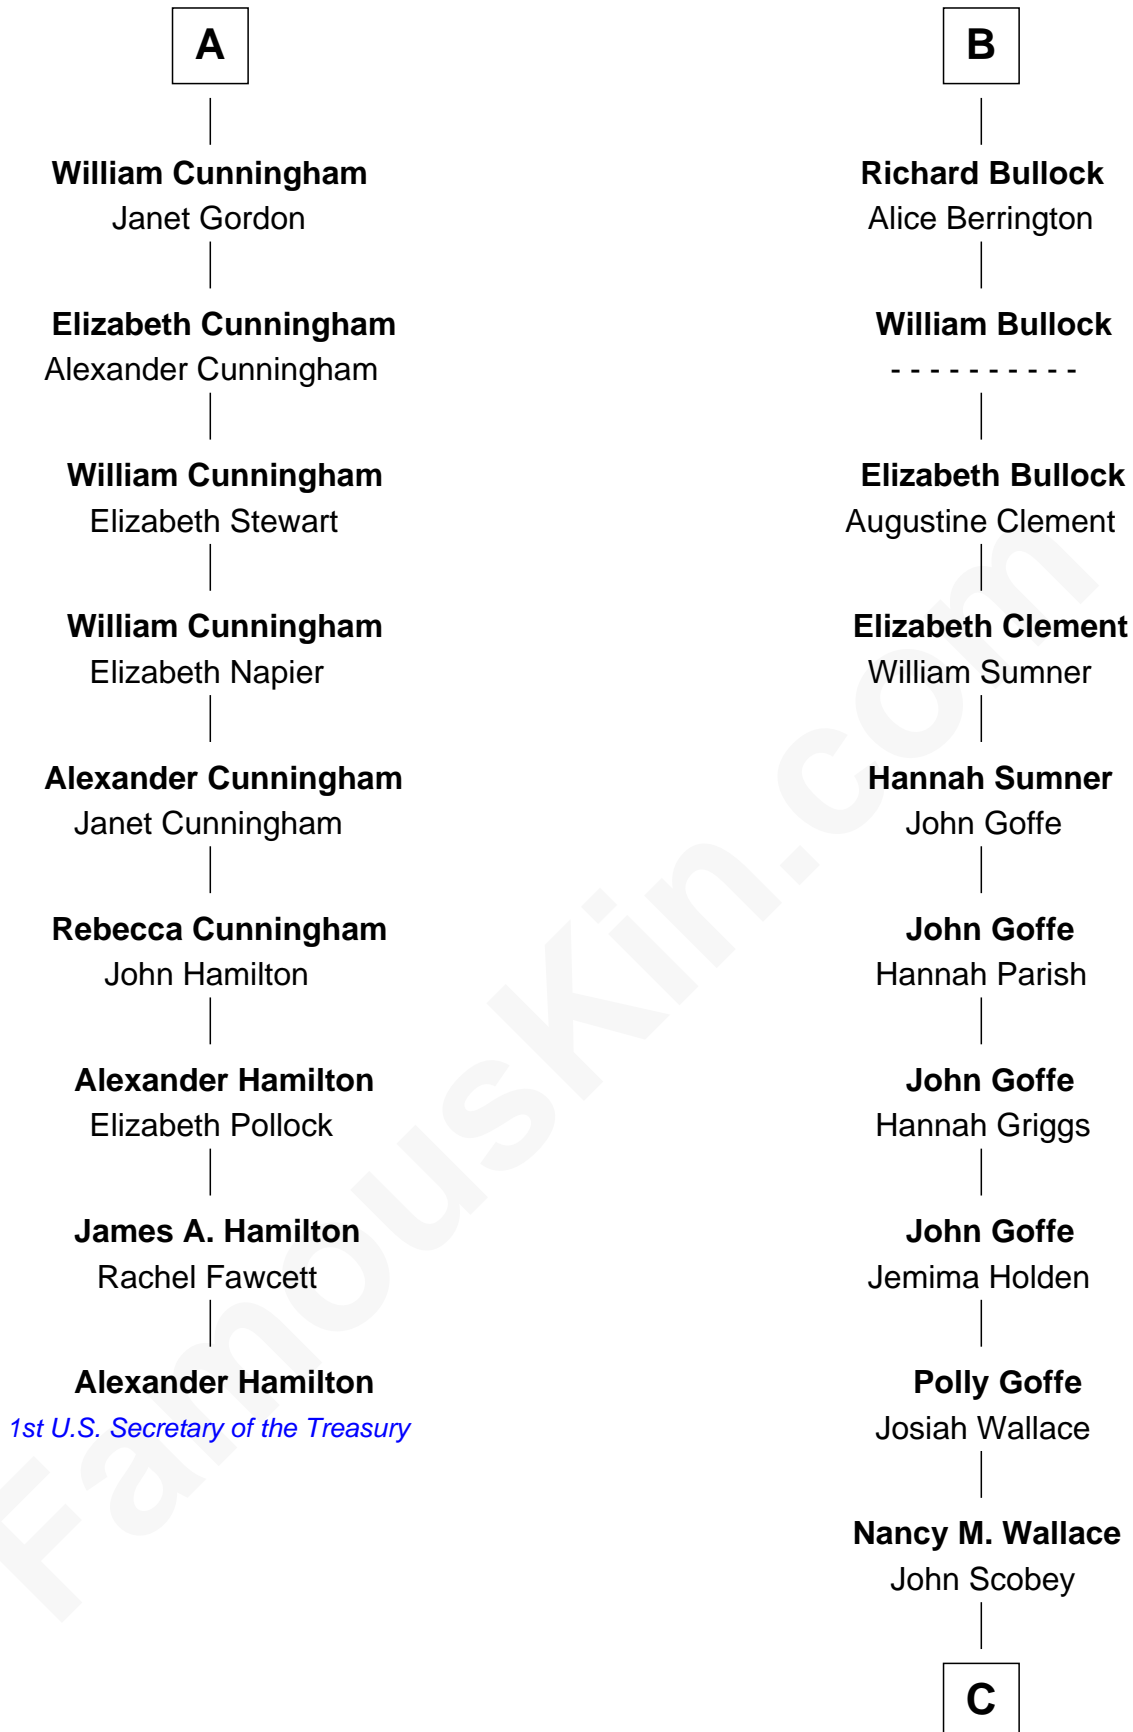 A
William Cunningham
Janet Gordon
Elizabeth Cunningham
Alexander Cunningham
William Cunningham
Elizabeth Stewart
William Cunningham
Elizabeth Napier
Alexander Cunningham
Janet Cunningham
Rebecca Cunningham
John Hamilton
Alexander Hamilton
Elizabeth Pollock
James A. Hamilton
Rachel Fawcett
Alexander Hamilton
1st U.S. Secretary of the Treasury
B
Richard Bullock
Alice Berrington
William Bullock
- - - - - - - - - -
Elizabeth Bullock
Augustine Clement
Elizabeth Clement
William Sumner
Hannah Sumner
John Goffe
John Goffe
Hannah Parish
John Goffe
Hannah Griggs
John Goffe
Jemima Holden
Polly Goffe
Josiah Wallace
Nancy M. Wallace
John Scobey
C
FamousKin.com